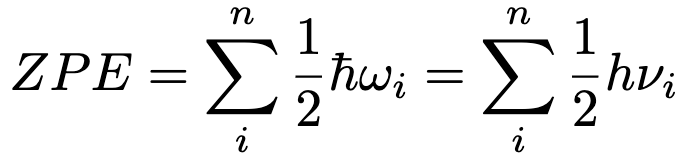 ZPE = \sum_{i}^{n} \frac{1}{2} \hbar \omega_i = \sum_{i}^{n} \frac{1}{2} h \nu_i